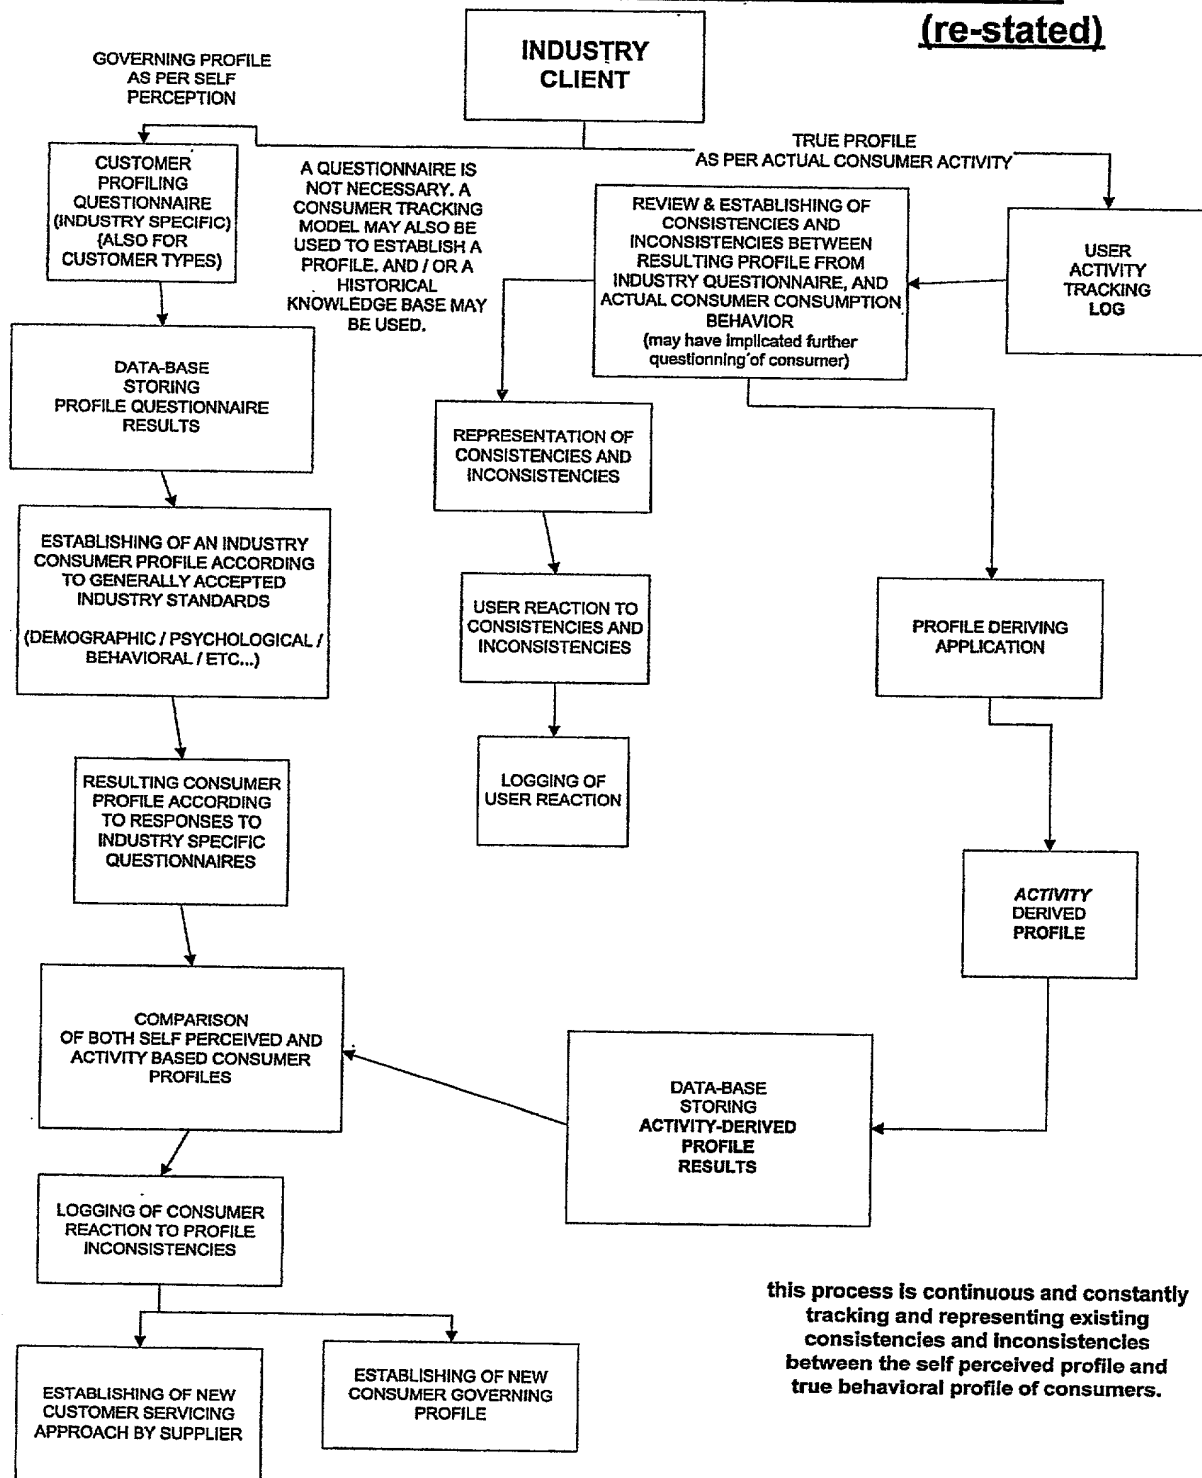 (re-stated)
INDUSTRY
CLIENT
GOVERNING PROFILE
AS PER SELF
PERCEPTION
TRUE PROFILE
AS PER ACTUAL CONSUMER ACTIVITY
CUSTOMER
PROFILING
QUESTIONNAIRE
(INDUSTRY SPECIFIC)
(ALSO FOR
CUSTOMER TYPES)
A QUESTIONNAIRE IS
NOT NECESSARY. A
CONSUMER TRACKING
MODEL MAY ALSO BE
USED TO ESTABLISH A
PROFILE. AND / OR A
HISTORICAL
KNOWLEDGE BASE MAY
BE USED.
REVIEW & ESTABLISHING OF
CONSISTENCIES AND
INCONSISTENCIES BETWEEN
RESULTING PROFILE FROM
INDUSTRY QUESTIONNAIRE, AND
ACTUAL CONSUMER CONSUMPTION
BEHAVIOR
(may have implicated further
questionning of consumer)
USER
ACTIVITY
TRACKING
LOG
DATA-BASE
STORING
PROFILE QUESTIONNAIRE
RESULTS
REPRESENTATION OF
CONSISTENCIES AND
INCONSISTENCIES
ESTABLISHING OF AN INDUSTRY
CONSUMER PROFILE ACCORDING
TO GENERALLY ACCEPTED
INDUSTRY STANDARDS
(DEMOGRAPHIC / PSYCHOLOGICAL /
BEHAVIORAL / ETC...)
USER REACTION TO
CONSISTENCIES AND
INCONSISTENCIES
PROFILE DERIVING
APPLICATION
RESULTING CONSUMER
PROFILE ACCORDING
TO RESPONSES TO
INDUSTRY SPECIFIC
QUESTIONNAIRES
LOGGING OF
USER REACTION
ACTIVITY
DERIVED
PROFILE
COMPARISON
OF BOTH SELF PERCEIVED AND
ACTIVITY BASED CONSUMER
PROFILES
DATA-BASE
STORING
ACTIVITY-DERIVED
PROFILE
RESULTS
LOGGING OF CONSUMER
REACTION TO PROFILE
INCONSISTENCIES
this process is continuous and constantly
tracking and representing existing
consistencies and inconsistencies
between the self perceived profile and
true behavioral profile of consumers.
ESTABLISHING OF NEW
CUSTOMER SERVICING
APPROACH BY SUPPLIER
ESTABLISHING OF NEW
CONSUMER GOVERNING
PROFILE